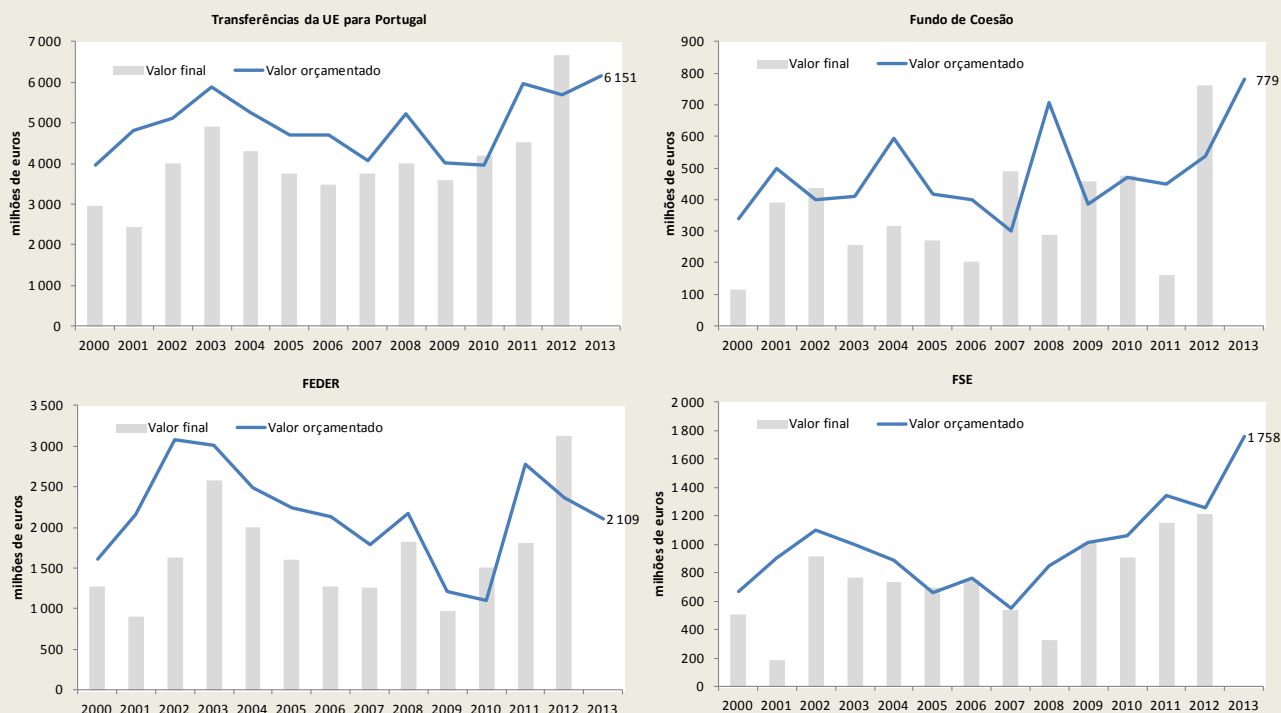 Transferências da UE para Portugal
7 000
6 000
5 000
4 000
3 000
2 000
1 000
0
milhões de euros
Valor final
Valor orçamentado
6 151
2000 2001 2002 2003 2004 2005 2006 2007 2008 2009 2010 2011 2012 2013
Fundo de Coesão
900
800
700
600
500
400
300
200
100
0
milhões de euros
Valor final
Valor orçamentado
779
2000 2001 2002 2003 2004 2005 2006 2007 2008 2009 2010 2011 2012 2013
FEDER
3 500
3 000
2 500
2 000
1 500
1 000
500
0
milhões de euros
Valor final
Valor orçamentado
2 109
2000 2001 2002 2003 2004 2005 2006 2007 2008 2009 2010 2011 2012 2013
FSE
2 000
1 800
1 600
1 400
1 200
1 000
800
600
400
200
0
milhões de euros
Valor final
Valor orçamentado
1 758
2000 2001 2002 2003 2004 2005 2006 2007 2008 2009 2010 2011 2012 2013